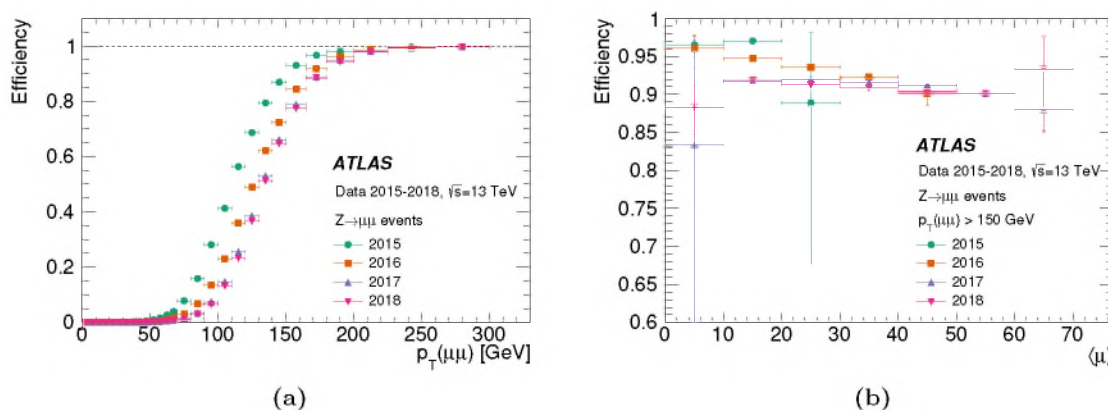 Efficiency
1
0.8
0.6
0.4
0.2
0
ATLAS
Data 2015-2018, √s=13 TeV
Z→μμ events
2015
2016
2017
2018
0 50 100 150 200 250 300
p_T(μμ) [GeV]
(a)
Efficiency
1
0.95
0.9
0.85
0.8
0.75
0.7
0.65
0.6
ATLAS
Data 2015-2018, √s=13 TeV
Z→μμ events
p_T(μμ) > 150 GeV
2015
2016
2017
2018
0 10 20 30 40 50 60 70
⟨μ⟩
(b)